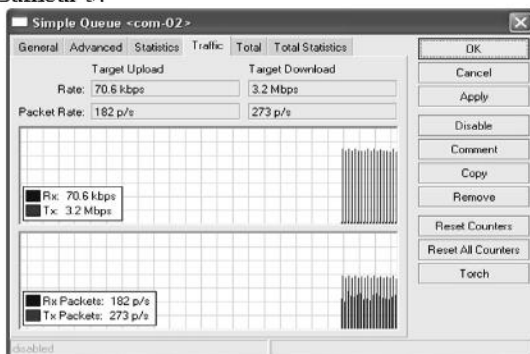 Simple Queue <com-02>
General Advanced Statistics Traffic Total Total Statistics
Target Upload Target Download
Rate: 70.6 kbps 3.2 Mbps
Packet Rate: 182 p/s 273 p/s
Rx: 70.6 kbps
Tx: 3.2 Mbps
Rx Packets: 182 p/s
Tx Packets: 273 p/s
OK
Cancel
Apply
Disable
Comment
Copy
Remove
Reset Counters
Reset All Counters
Torch
disabled